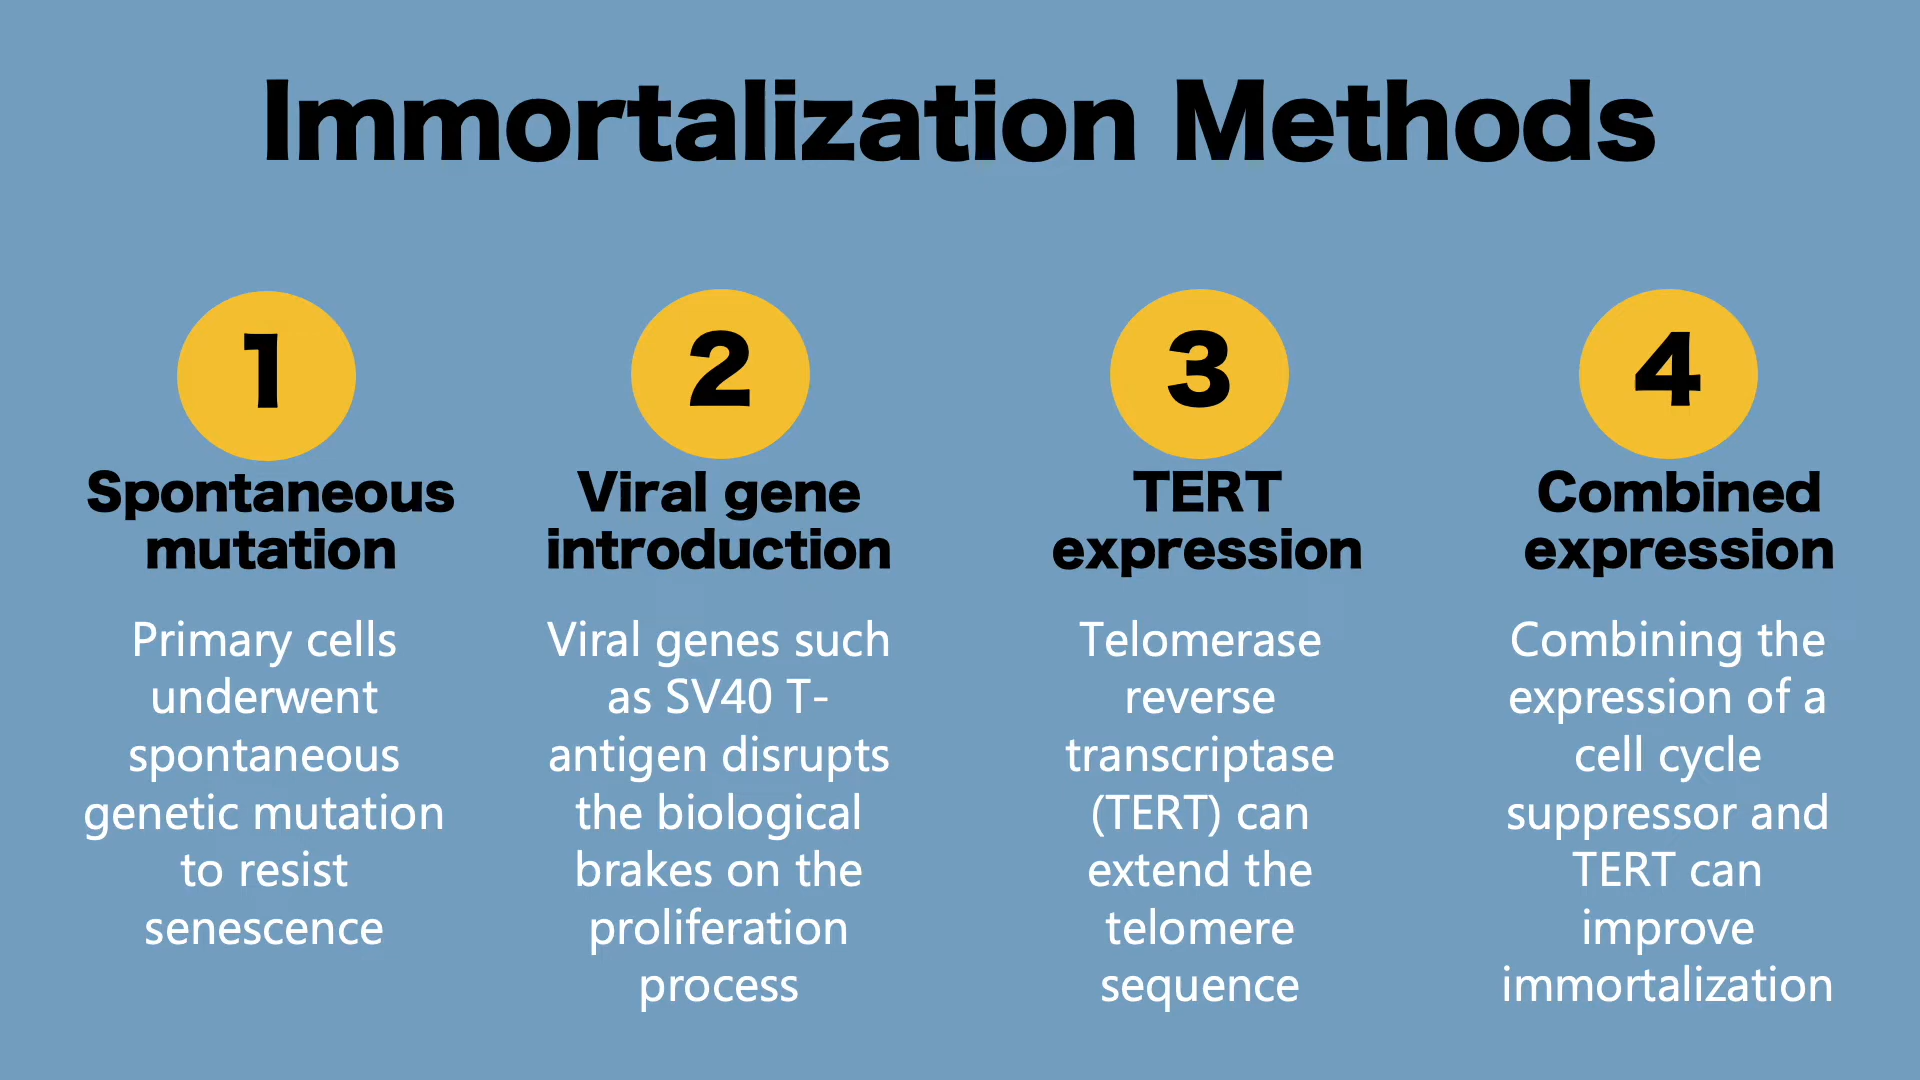 Immortalization Methods
1
Spontaneous
mutation
Primary cells
underwent
spontaneous
genetic mutation
to resist
senescence
2
Viral gene
introduction
Viral genes such
as SV40 T-
antigen disrupts
the biological
brakes on the
proliferation
process
3
TERT
expression
Telomerase
reverse
transcriptase
(TERT) can
extend the
telomere
sequence
4
Combined
expression
Combining the
expression of a
cell cycle
suppressor and
TERT can
improve
immortalization